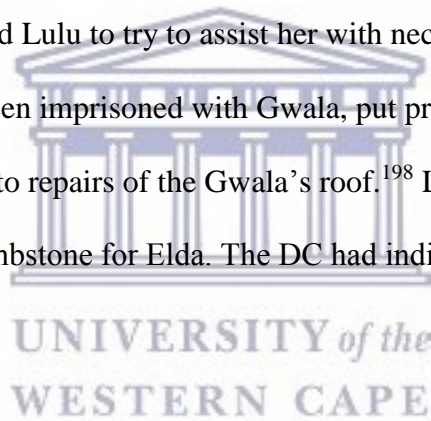 d Lulu to try to assist her with nec
en imprisoned with Gwala, put pr
to repairs of the Gwala's roof.198 L
mbstone for Elda. The DC had indi
UNIVERSITY of the
WESTERN CAPE